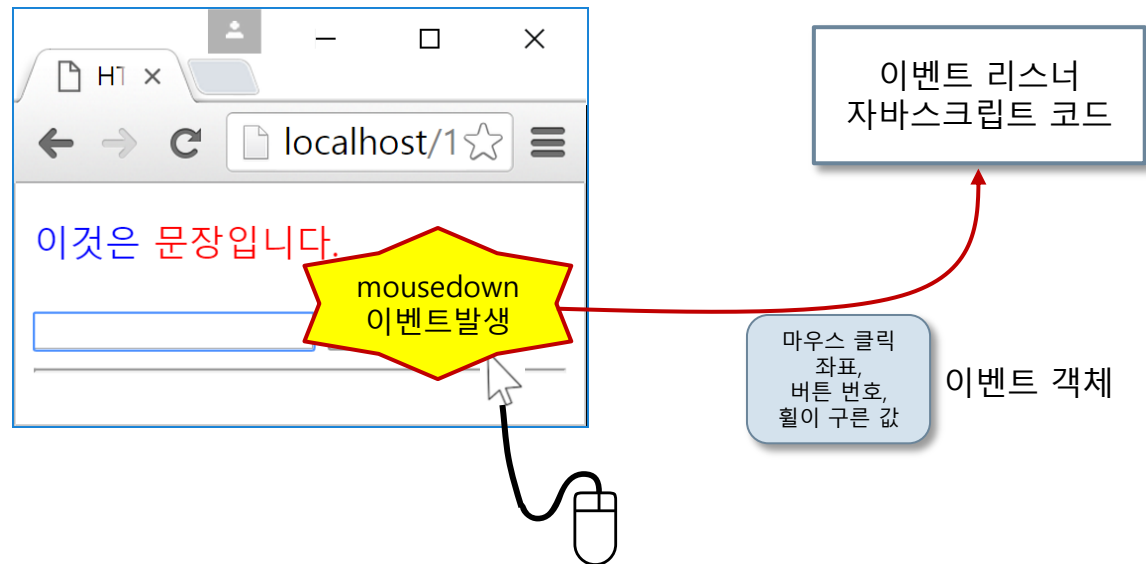 HT
localhost/1
이것은 문장입니다.
mousedown
이벤트발생
이벤트 리스너
자바스크립트 코드
마우스 클릭
좌표,
버튼 번호,
휠이 구른 값
이벤트 객체